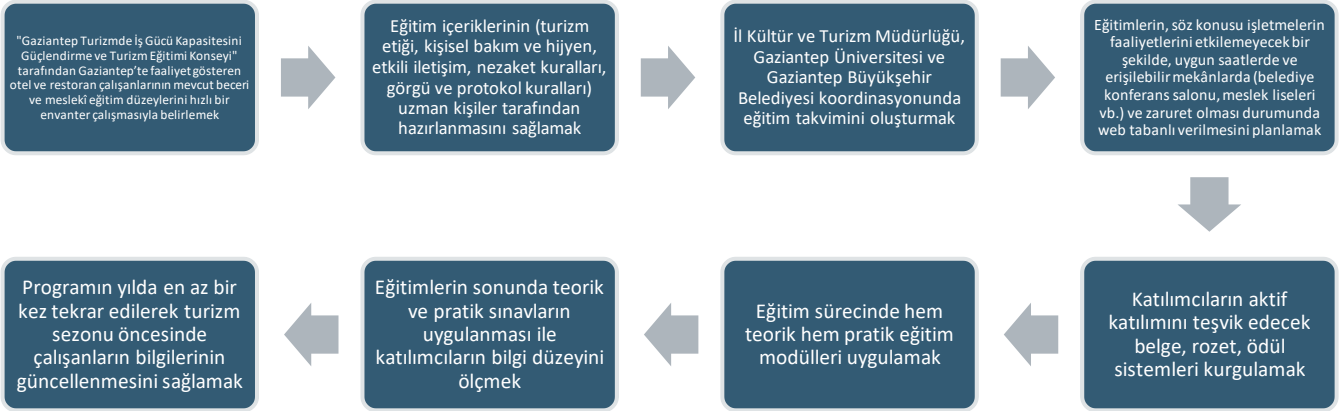 "Gaziantep Turizmde İş Gücü Kapasitesini
Güçlendirme ve Turizm Eğitimi Konseyi"
tarafından Gaziantep’te faaliyet gösteren
otel ve restoran çalışanlarının mevcut beceri
ve meslekî eğitim düzeylerini hızlı bir
envanter çalışmasıyla belirlemek
Eğitim içeriklerinin (turizm
etiği, kişisel bakım ve hijyen,
etkili iletişim, nezaket kuralları,
görgü ve protokol kuralları)
uzman kişiler tarafından
hazırlanmasını sağlamak
İl Kültür ve Turizm Müdürlüğü,
Gaziantep Üniversitesi ve
Gaziantep Büyükşehir
Belediyesi koordinasyonunda
eğitim takvimini oluşturmak
Eğitimlerin, söz konusu işletmelerin
faaliyetlerini etkilemeyecek bir
şekilde, uygun saatlerde ve
erişilebilir mekânlarda (belediye
konferans salonu, meslek liseleri
vb.) ve zaruret olması durumunda
web tabanlı verilmesini planlamak
Katılımcıların aktif
katılımını teşvik edecek
belge, rozet, ödül
sistemleri kurgulamak
Eğitim sürecinde hem
teorik hem pratik eğitim
modülleri uygulamak
Eğitimlerin sonunda teorik
ve pratik sınavların
uygulanması ile
katılımcıların bilgi düzeyini
ölçmek
Programın yılda en az bir
kez tekrar edilerek turizm
sezonu öncesinde
çalışanların bilgilerinin
güncellenmesini sağlamak